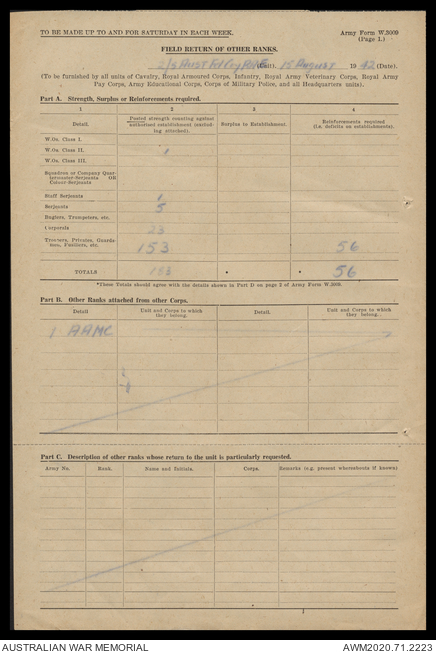 TO BE MADE UP TO AND FOR SATURDAY IN EACH WEEK.
Army Form W.3009
(Page 1.)
FIELD RETURN OF OTHER RANKS.
Aust Fd Coy RAE (Unit). 15 August 1942 (Date).
(To be furnished by all units of Cavalry, Royal Armoured Corps, Infantry, Royal Army Veterinary Corps, Royal Army
Pay Corps, Army Educational Corps, Corps of Military Police, and all Headquarters units).
Part A. Strength, Surplus or Reinforcements required.
1 2 3 4
Detail. Posted strength counting against authorised establishment (excluding attached). Surplus to Establishment. Reinforcements required (i.e. deficits on establishments).
W.Os. Class I.
W.Os. Class II. 1
W.Os. Class III.
Squadron or Company Quar-
termaster-Serjeants OR
Colour-Serjeants
Staff Serjeants 1
Serjeants 5
Buglers, Trumpeters, etc.
Corporals 23
Troopers, Privates, Guards-
men, Fusiliers, etc. 153 56
TOTALS 183 * * 56
*These Totals should agree with the details shown in Part D on page 2 of Army Form W.3009.
Part B. Other Ranks attached from other Corps.
Detail Unit and Corps to which they belong. Detail. Unit and Corps to which they belong.
1 AAMC
Part C. Description of other ranks whose return to the unit is particularly requested.
Army No. Rank. Name and Initials. Corps. Remarks (e.g. present whereabouts if known)
AUSTRALIAN WAR MEMORIAL AWM2020.71.2223